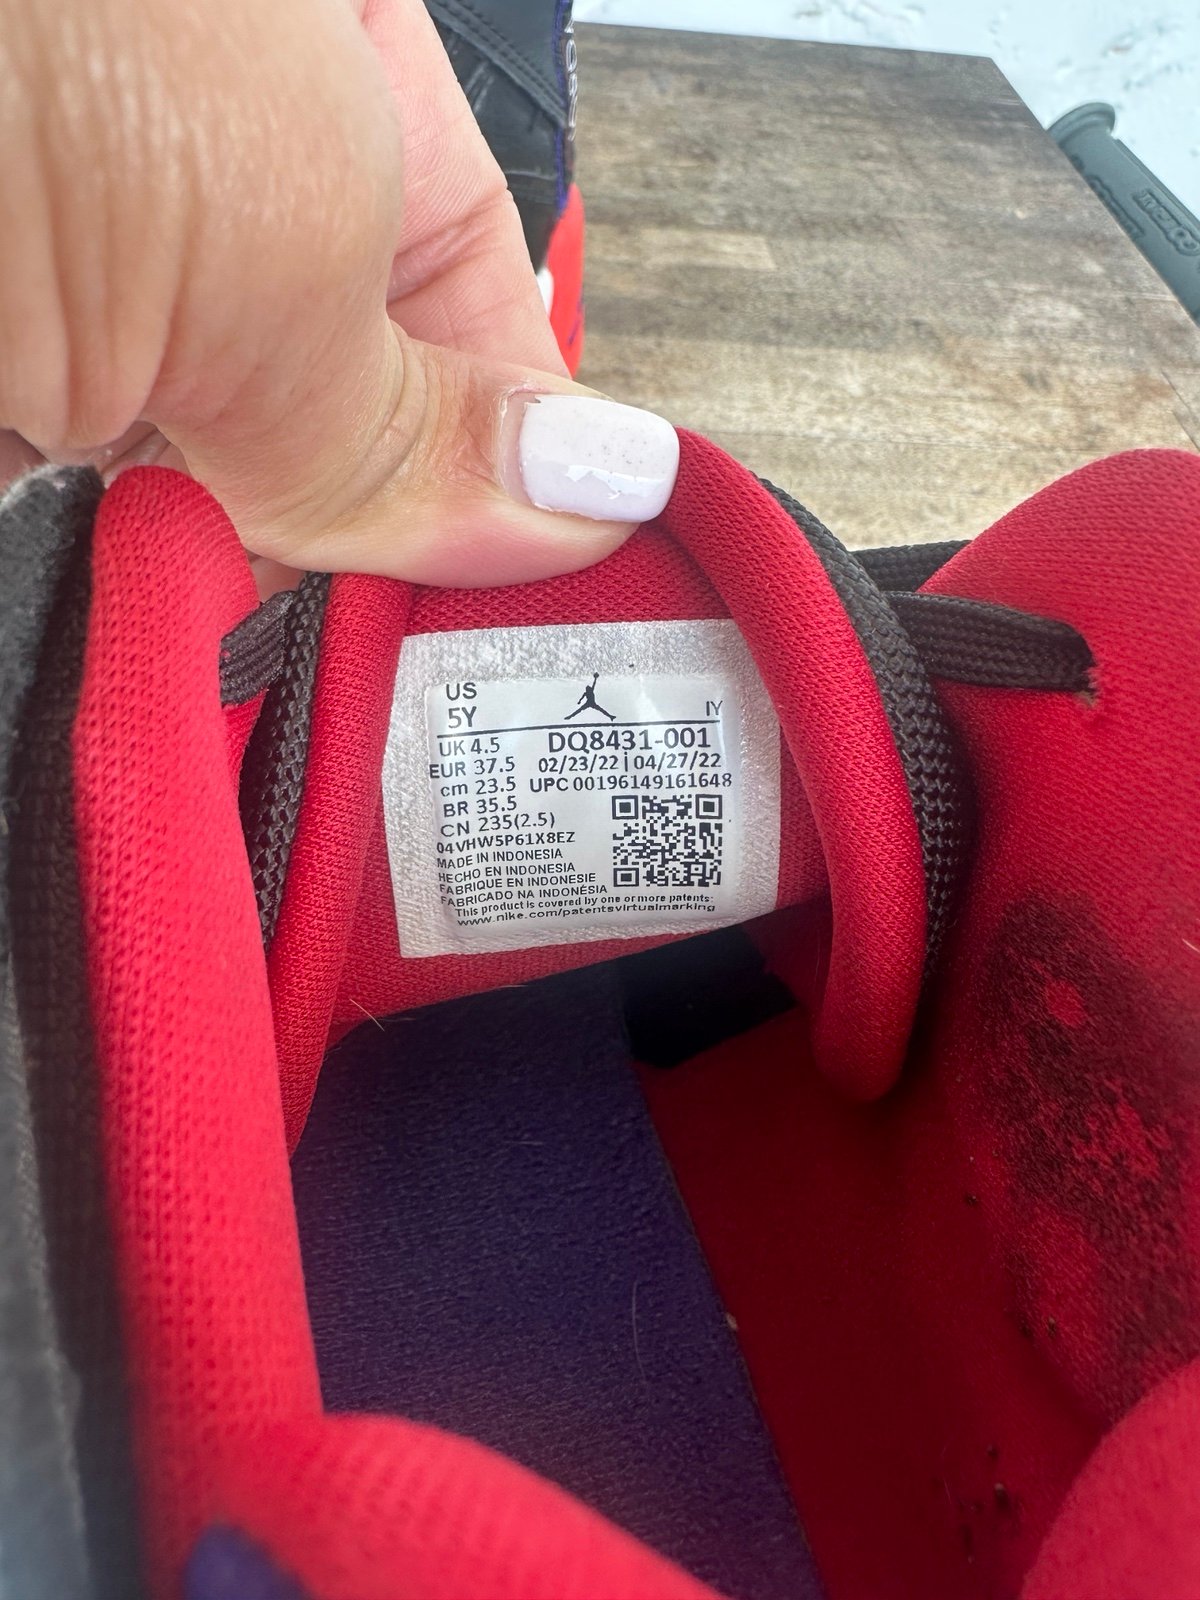 US
5Y
IY
UK 4.5
EUR 37.5
cm 23.5
BR 35.5
CN 235(2.5)
DQ8431-001
02/23/22 | 04/27/22
UPC 00196149161648
04VHW5P61X8EZ
MADE IN INDONESIA
HECHO EN INDONESIA
FABRIQUE EN INDONESIE
FABRICADO NA INDONÉSIA
This product is covered by one or more patents:
www.nike.com/patentsvirtualmarking